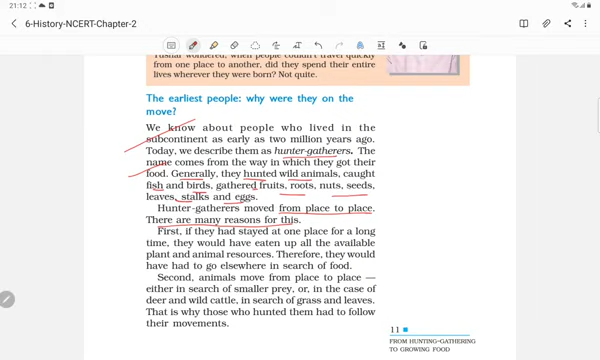 21:12
91%
6-History-NCERT-Chapter-2
Tushar wondered, when people couldn't travel quickly
from one place to another, did they spend their entire
lives wherever they were born? Not quite.
The earliest people: why were they on the
move?
We know about people who lived in the
subcontinent as early as two million years ago.
Today, we describe them as hunter-gatherers. The
name comes from the way in which they got their
food. Generally, they hunted wild animals, caught
fish and birds, gathered fruits, roots, nuts, seeds,
leaves, stalks and eggs.
Hunter-gatherers moved from place to place.
There are many reasons for this.
First, if they had stayed at one place for a long
time, they would have eaten up all the available
plant and animal resources. Therefore, they would
have had to go elsewhere in search of food.
Second, animals move from place to place —
either in search of smaller prey, or, in the case of
deer and wild cattle, in search of grass and leaves.
That is why those who hunted them had to follow
their movements.
11
FROM HUNTING-GATHERING
TO GROWING FOOD